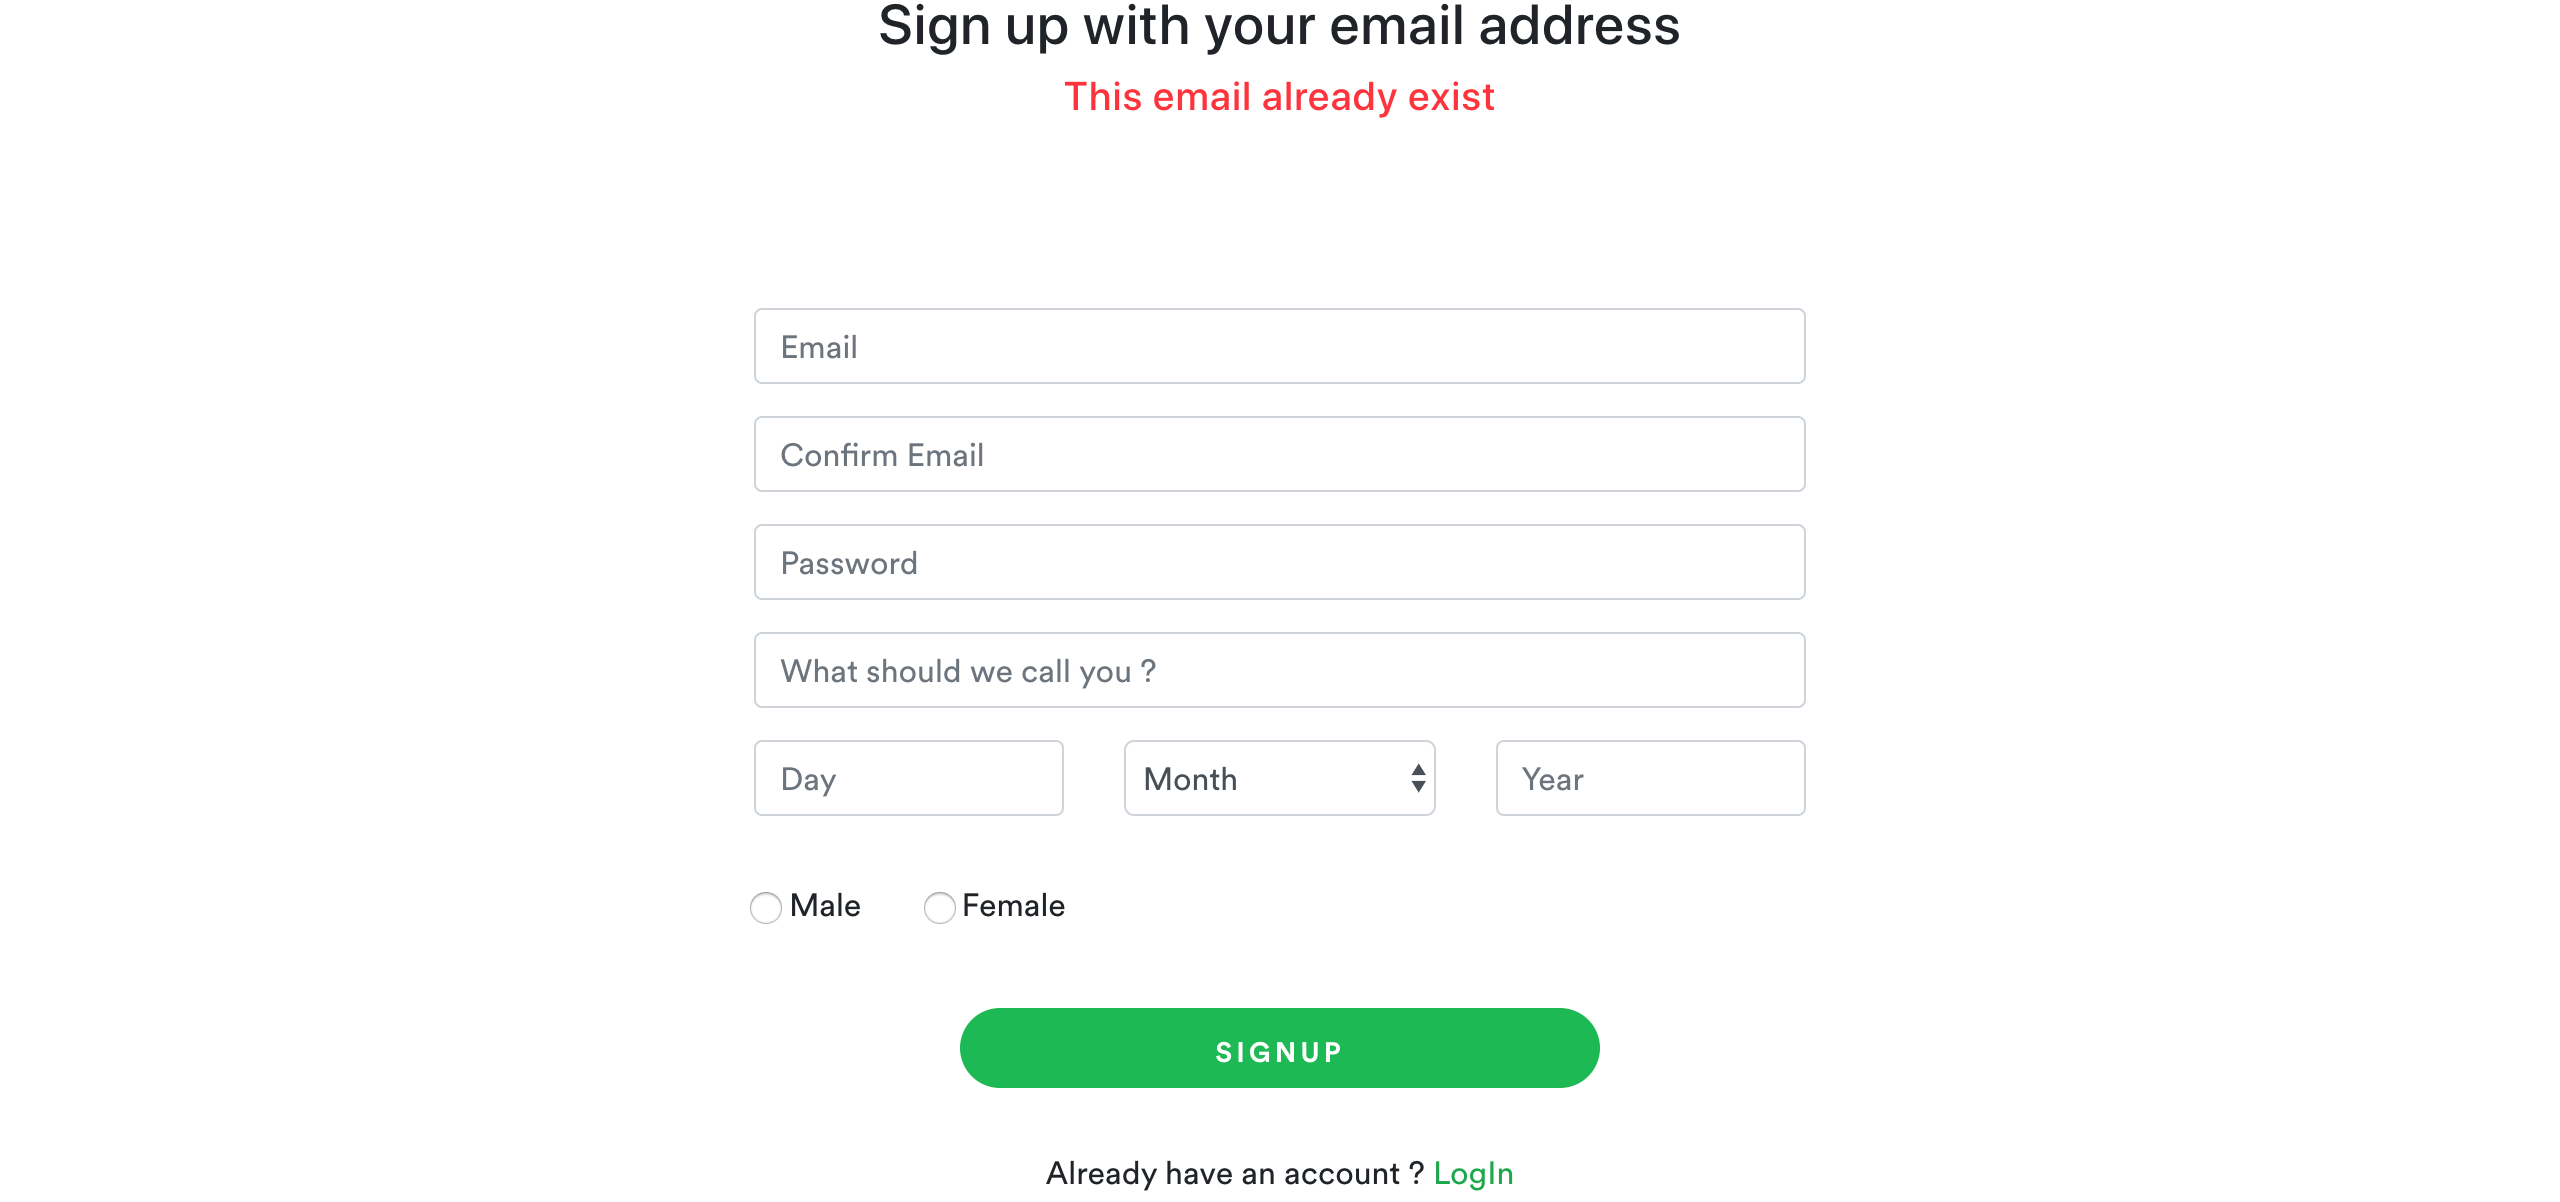 Sign up with your email address
This email already exist
Email
Confirm Email
Password
What should we call you ?
Day Month Year
Male Female
SIGNUP
Already have an account ? LogIn